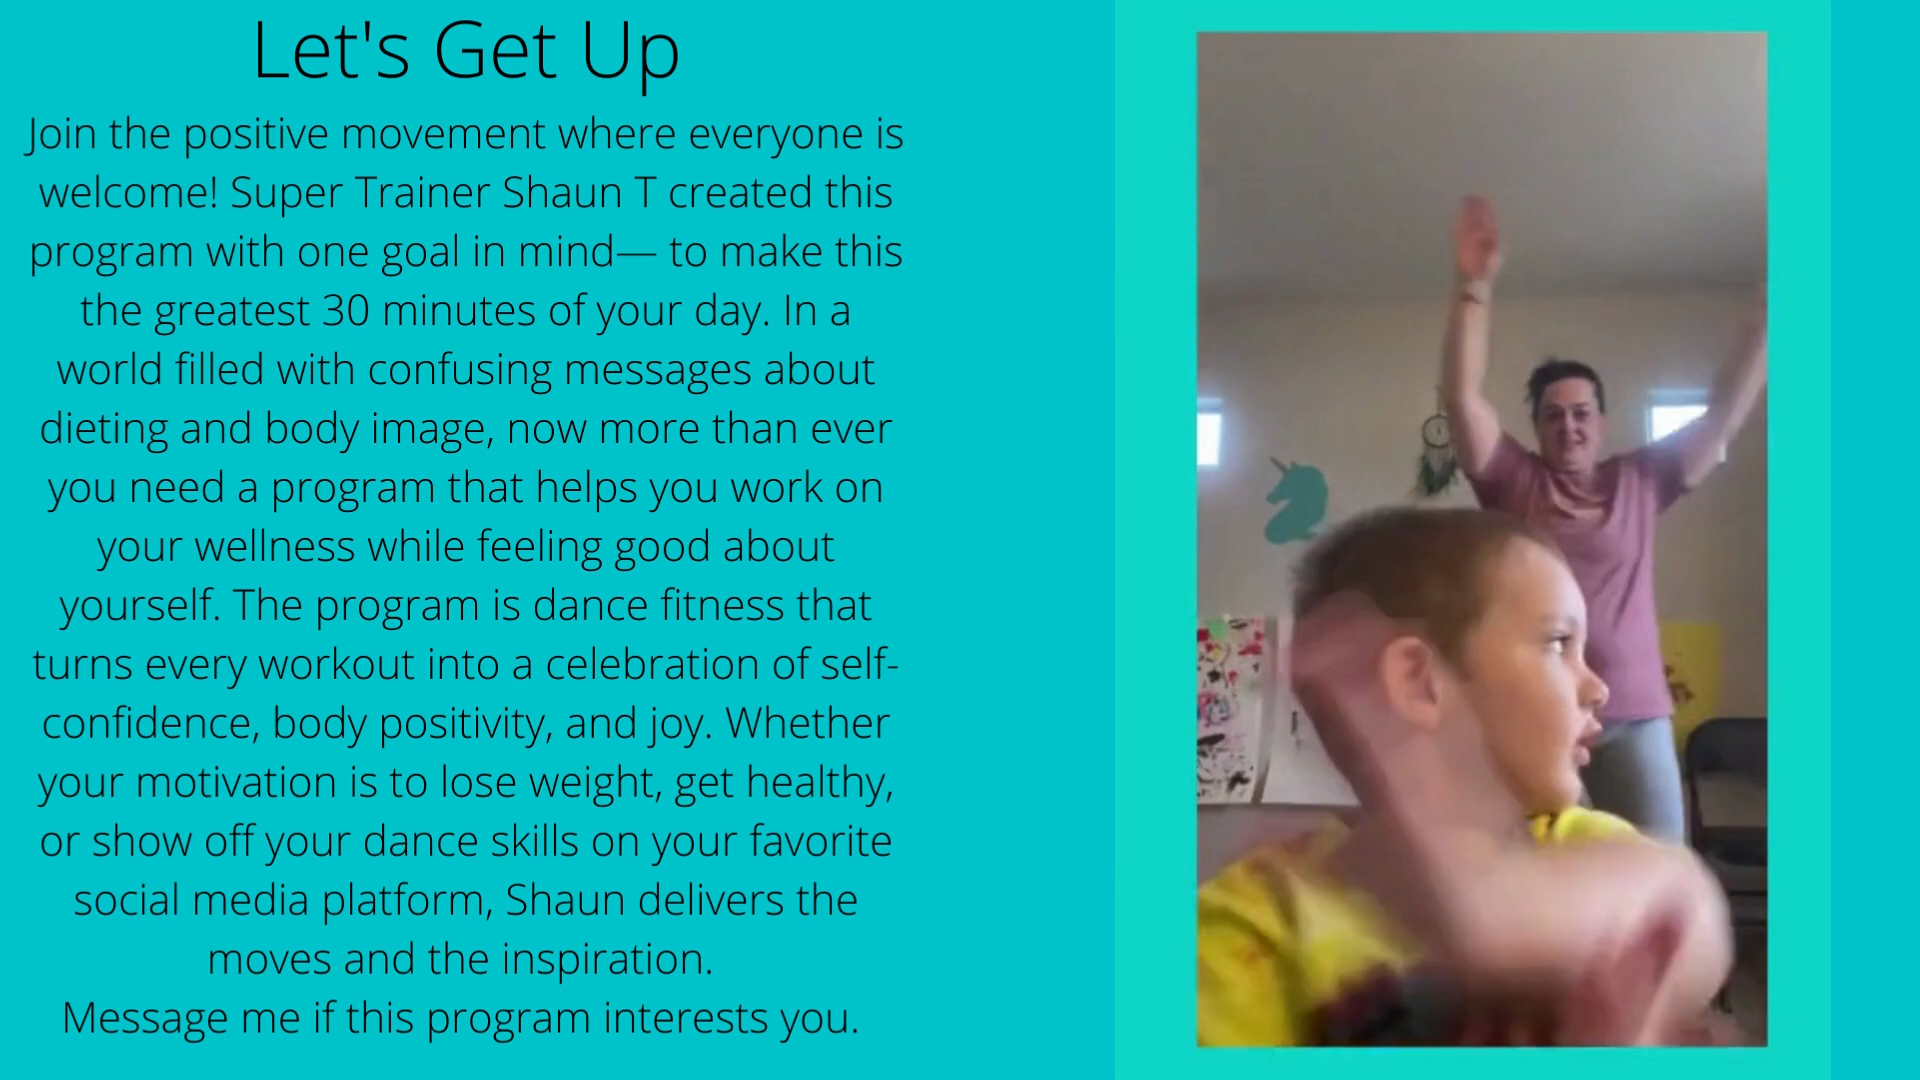 Let's Get Up
Join the positive movement where everyone is
welcome! Super Trainer Shaun T created this
program with one goal in mind— to make this
the greatest 30 minutes of your day. In a
world filled with confusing messages about
dieting and body image, now more than ever
you need a program that helps you work on
your wellness while feeling good about
yourself. The program is dance fitness that
turns every workout into a celebration of self-
confidence, body positivity, and joy. Whether
your motivation is to lose weight, get healthy,
or show off your dance skills on your favorite
social media platform, Shaun delivers the
moves and the inspiration.
Message me if this program interests you.